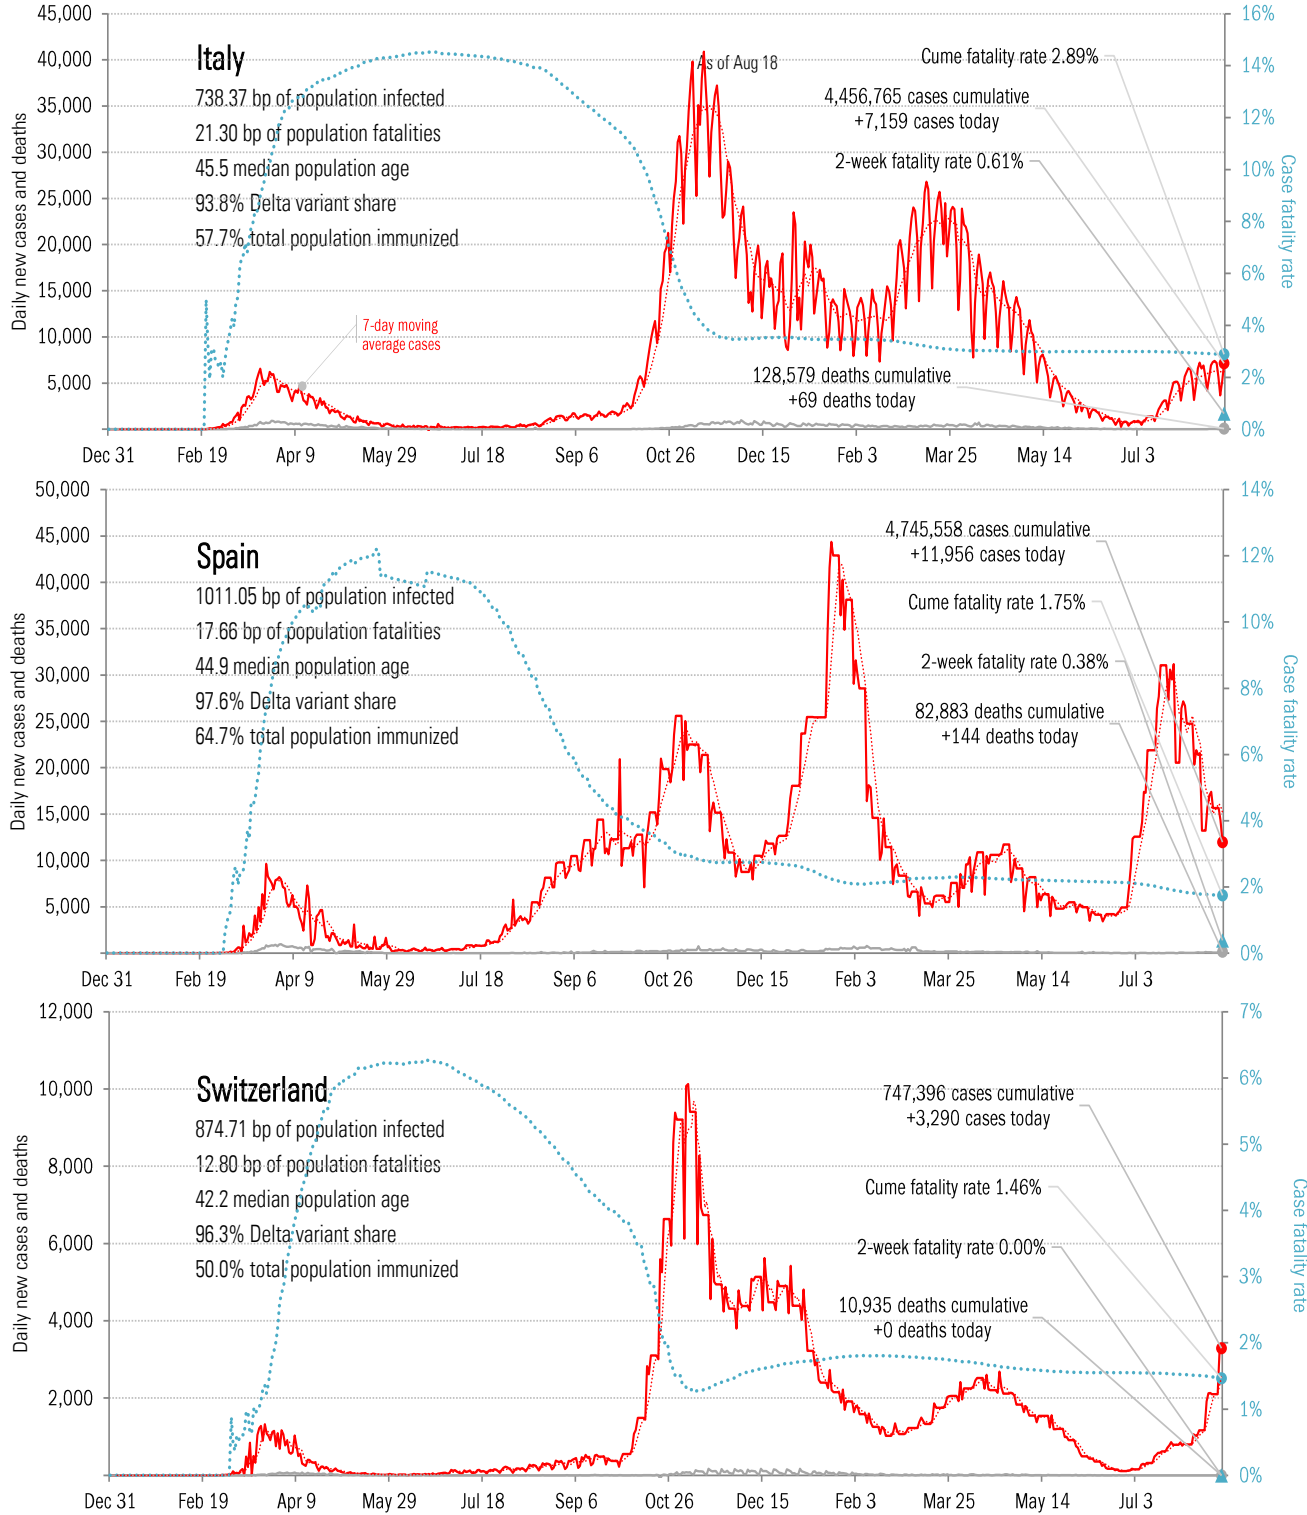 45,000
40,000
35,000
30,000
25,000
20,000
15,000
10,000
5,000
Daily new cases and deaths
16%
14%
12%
10%
8%
6%
4%
2%
0%
Case fatality rate
Italy
738.37 bp of population infected
21.30 bp of population fatalities
45.5 median population age
93.8% Delta variant share
57.7% total population immunized
As of Aug 18
Cume fatality rate 2.89%
4,456,765 cases cumulative
+7,159 cases today
2-week fatality rate 0.61%
7-day moving
average cases
128,579 deaths cumulative
+69 deaths today
Dec 31 Feb 19 Apr 9 May 29 Jul 18 Sep 6 Oct 26 Dec 15 Feb 3 Mar 25 May 14 Jul 3
50,000
45,000
40,000
35,000
30,000
25,000
20,000
15,000
10,000
5,000
Daily new cases and deaths
14%
12%
10%
8%
6%
4%
2%
0%
Case fatality rate
Spain
1011.05 bp of population infected
17.66 bp of population fatalities
44.9 median population age
97.6% Delta variant share
64.7% total population immunized
4,745,558 cases cumulative
+11,956 cases today
Cume fatality rate 1.75%
2-week fatality rate 0.38%
82,883 deaths cumulative
+144 deaths today
Dec 31 Feb 19 Apr 9 May 29 Jul 18 Sep 6 Oct 26 Dec 15 Feb 3 Mar 25 May 14 Jul 3
12,000
10,000
8,000
6,000
4,000
2,000
Daily new cases and deaths
7%
6%
5%
4%
3%
2%
1%
0%
Case fatality rate
Switzerland
874.71 bp of population infected
12.80 bp of population fatalities
42.2 median population age
96.3% Delta variant share
50.0% total population immunized
747,396 cases cumulative
+3,290 cases today
Cume fatality rate 1.46%
2-week fatality rate 0.00%
10,935 deaths cumulative
+0 deaths today
Dec 31 Feb 19 Apr 9 May 29 Jul 18 Sep 6 Oct 26 Dec 15 Feb 3 Mar 25 May 14 Jul 3